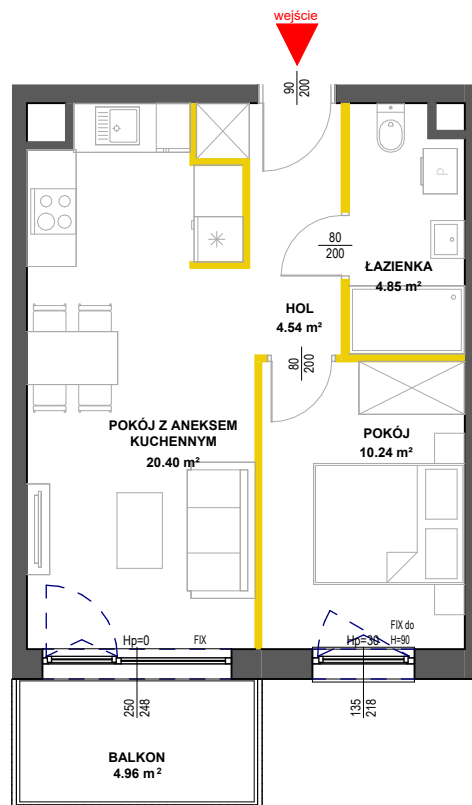 wejście
90
200
80
200
ŁAZIENKA
4.85 m²
HOL
4.54 m²
80
200
POKÓJ Z ANEKSEM
KUCHENNYM
20.40 m²
POKÓJ
10.24 m²
Hp=0
FIX
Hp=30
FIX do
H=90
250
248
135
218
BALKON
4.96 m²